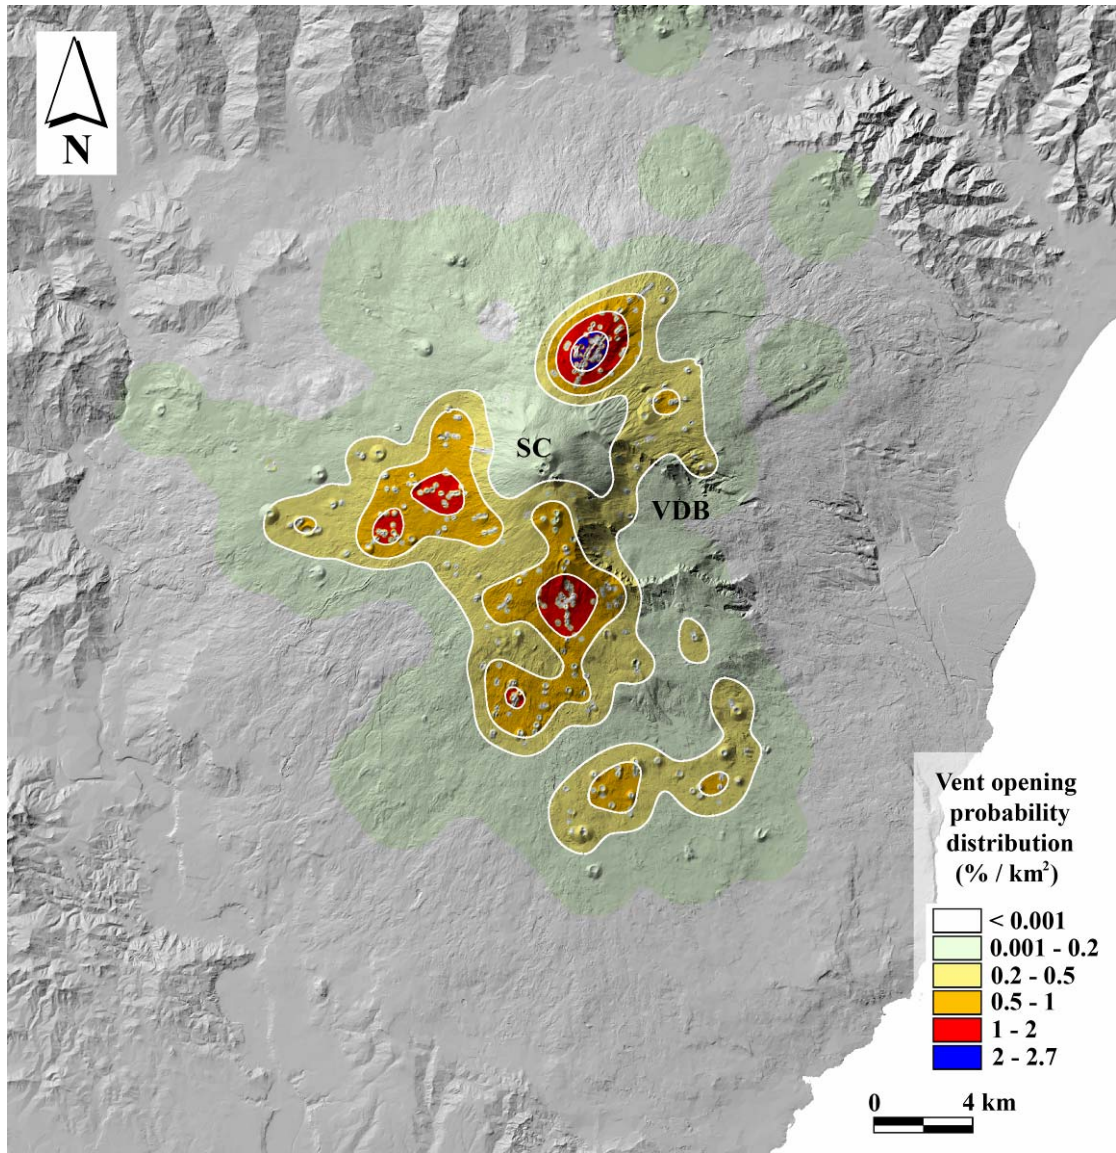 N
SC
VDB
Vent opening
probability
distribution
(% / km²)
< 0.001
0.001 - 0.2
0.2 - 0.5
0.5 - 1
1 - 2
2 - 2.7
0 4 km